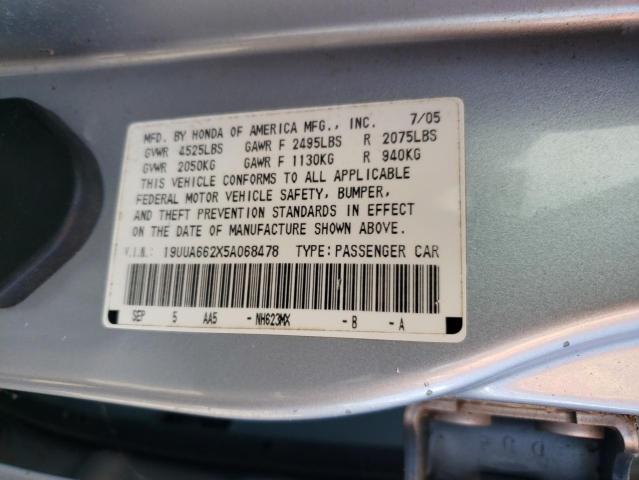 MFD. BY HONDA OF AMERICA MFG., INC. 7/05
GVWR 4525LBS GAWR F 2495LBS R 2075LBS
GVWR 2050KG GAWR F 1130KG R 940KG
THIS VEHICLE CONFORMS TO ALL APPLICABLE
FEDERAL MOTOR VEHICLE SAFETY, BUMPER,
AND THEFT PREVENTION STANDARDS IN EFFECT
ON THE DATE OF MANUFACTURE SHOWN ABOVE.
V.I.N.: 19UUA662X5A068478 TYPE: PASSENGER CAR
SEP 5 AA5 - NH623MX - B - A